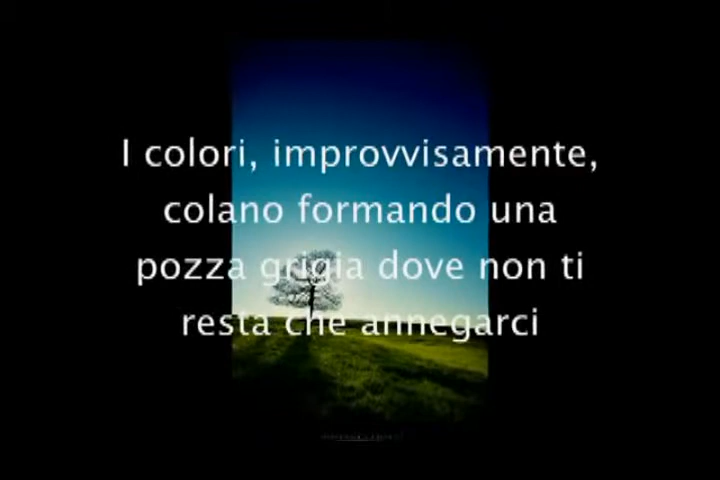 I colori, improvvisamente,
colano formando una
pozza grigia dove non ti
resta che annegarci